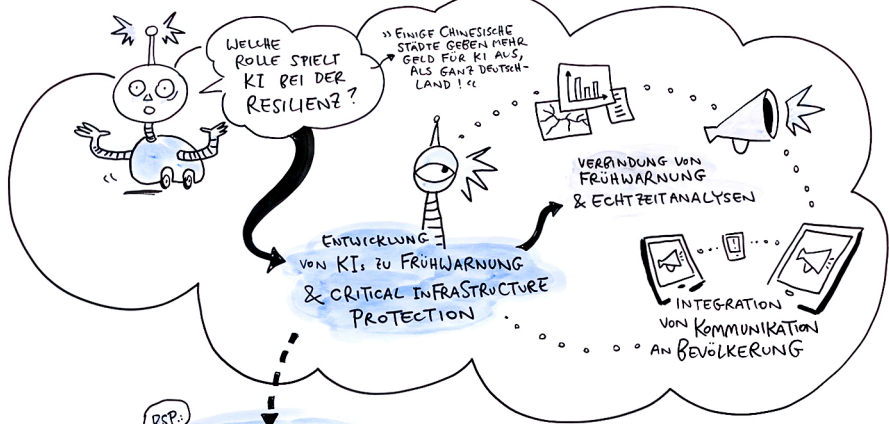 WELCHE
ROLLE SPIELT
KI BEI DER
RESILIENZ?
» EINIGE CHINESISCHE
STÄDTE GEBEN MEHR
GELD FÜR KI AUS,
ALS GANZ DEUTSCH-
LAND! «
ENTWICKLUNG
VON KIs ZU FRÜHWARNUNG
& CRITICAL INFRASTRUCTURE
PROTECTION
VERBINDUNG VON
FRÜHWARNUNG
& ECHTZEITANALYSEN
INTEGRATION
VON KOMMUNIKATION
AN BEVÖLKERUNG
BSP.: